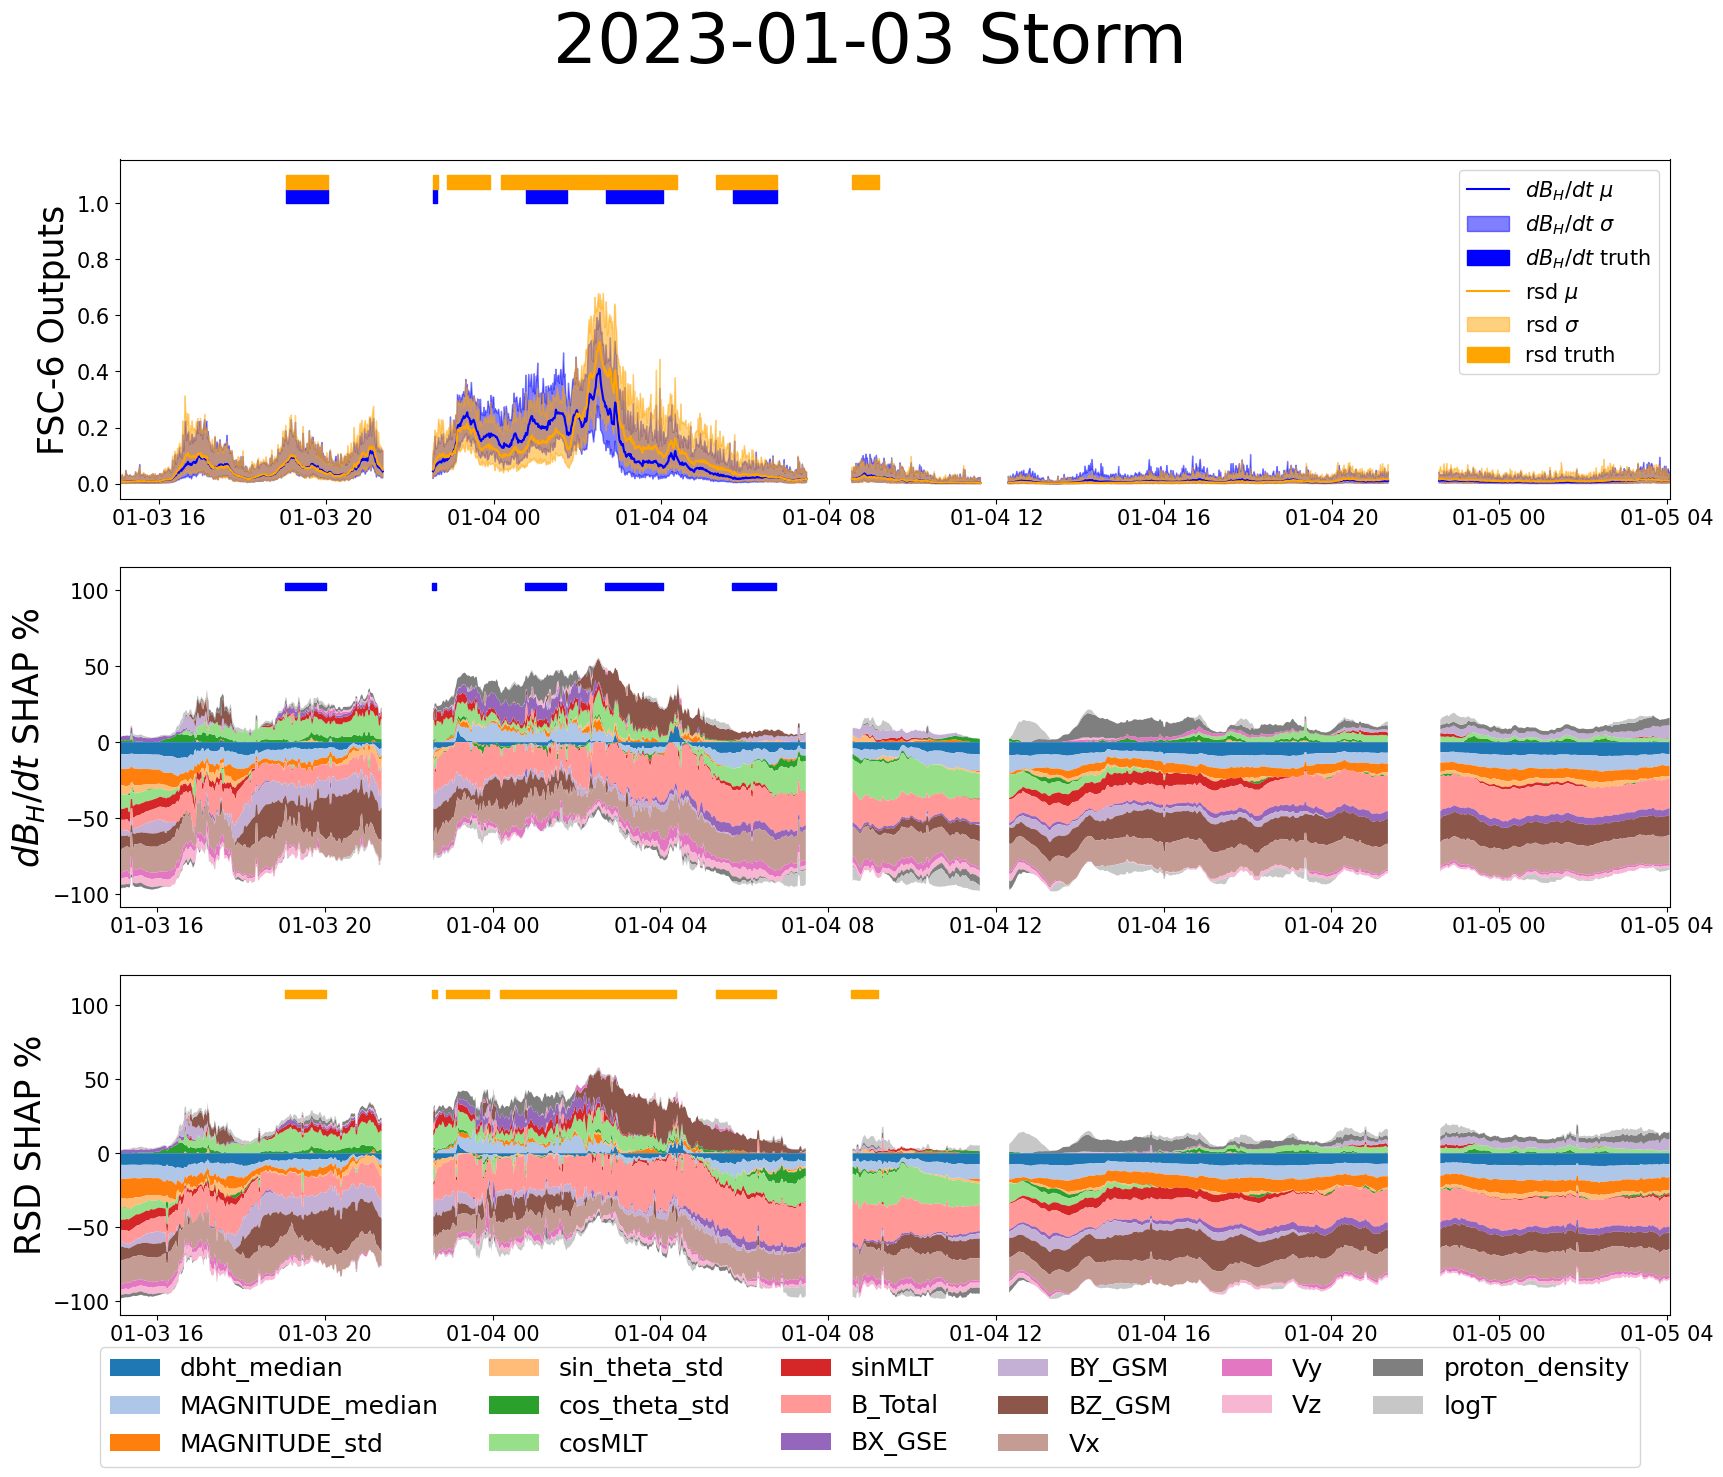 2023-01-03 Storm
FSC-6 Outputs
1.0
0.8
0.6
0.4
0.2
0.0
dB_H/dt μ
dB_H/dt σ
dB_H/dt truth
rsd μ
rsd σ
rsd truth
01-03 16 01-03 20 01-04 00 01-04 04 01-04 08 01-04 12 01-04 16 01-04 20 01-05 00 01-05 04
dB_H/dt SHAP %
100
50
0
−50
−100
01-03 16 01-03 20 01-04 00 01-04 04 01-04 08 01-04 12 01-04 16 01-04 20 01-05 00 01-05 04
RSD SHAP %
100
50
0
−50
−100
01-03 16 01-03 20 01-04 00 01-04 04 01-04 08 01-04 12 01-04 16 01-04 20 01-05 00 01-05 04
dbht_median sin_theta_std sinMLT BY_GSM Vy proton_density
MAGNITUDE_median cos_theta_std B_Total BZ_GSM Vz logT
MAGNITUDE_std cosMLT BX_GSE Vx